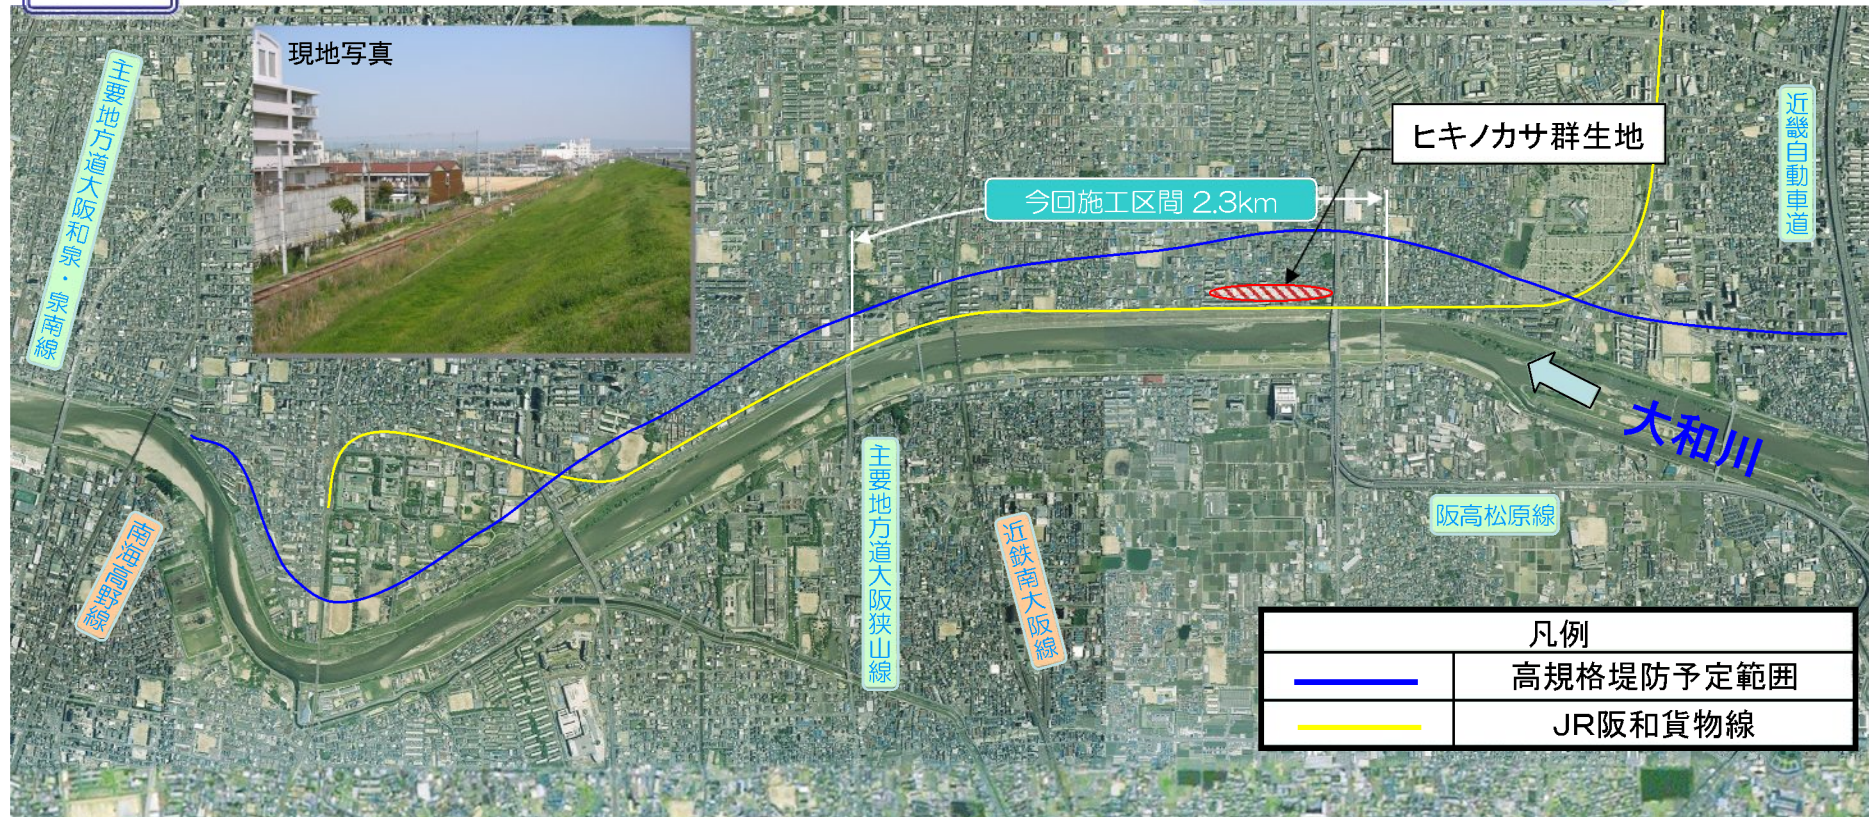 現地写真
主要地方道大阪和泉・泉南線
近畿自動車道
ヒキノカサ群生地
今回施工区間 2.3km
大和川
主要地方道大阪狭山線
阪高松原線
南海高野線
近鉄南大阪線
凡例
高規格堤防予定範囲
JR阪和貨物線